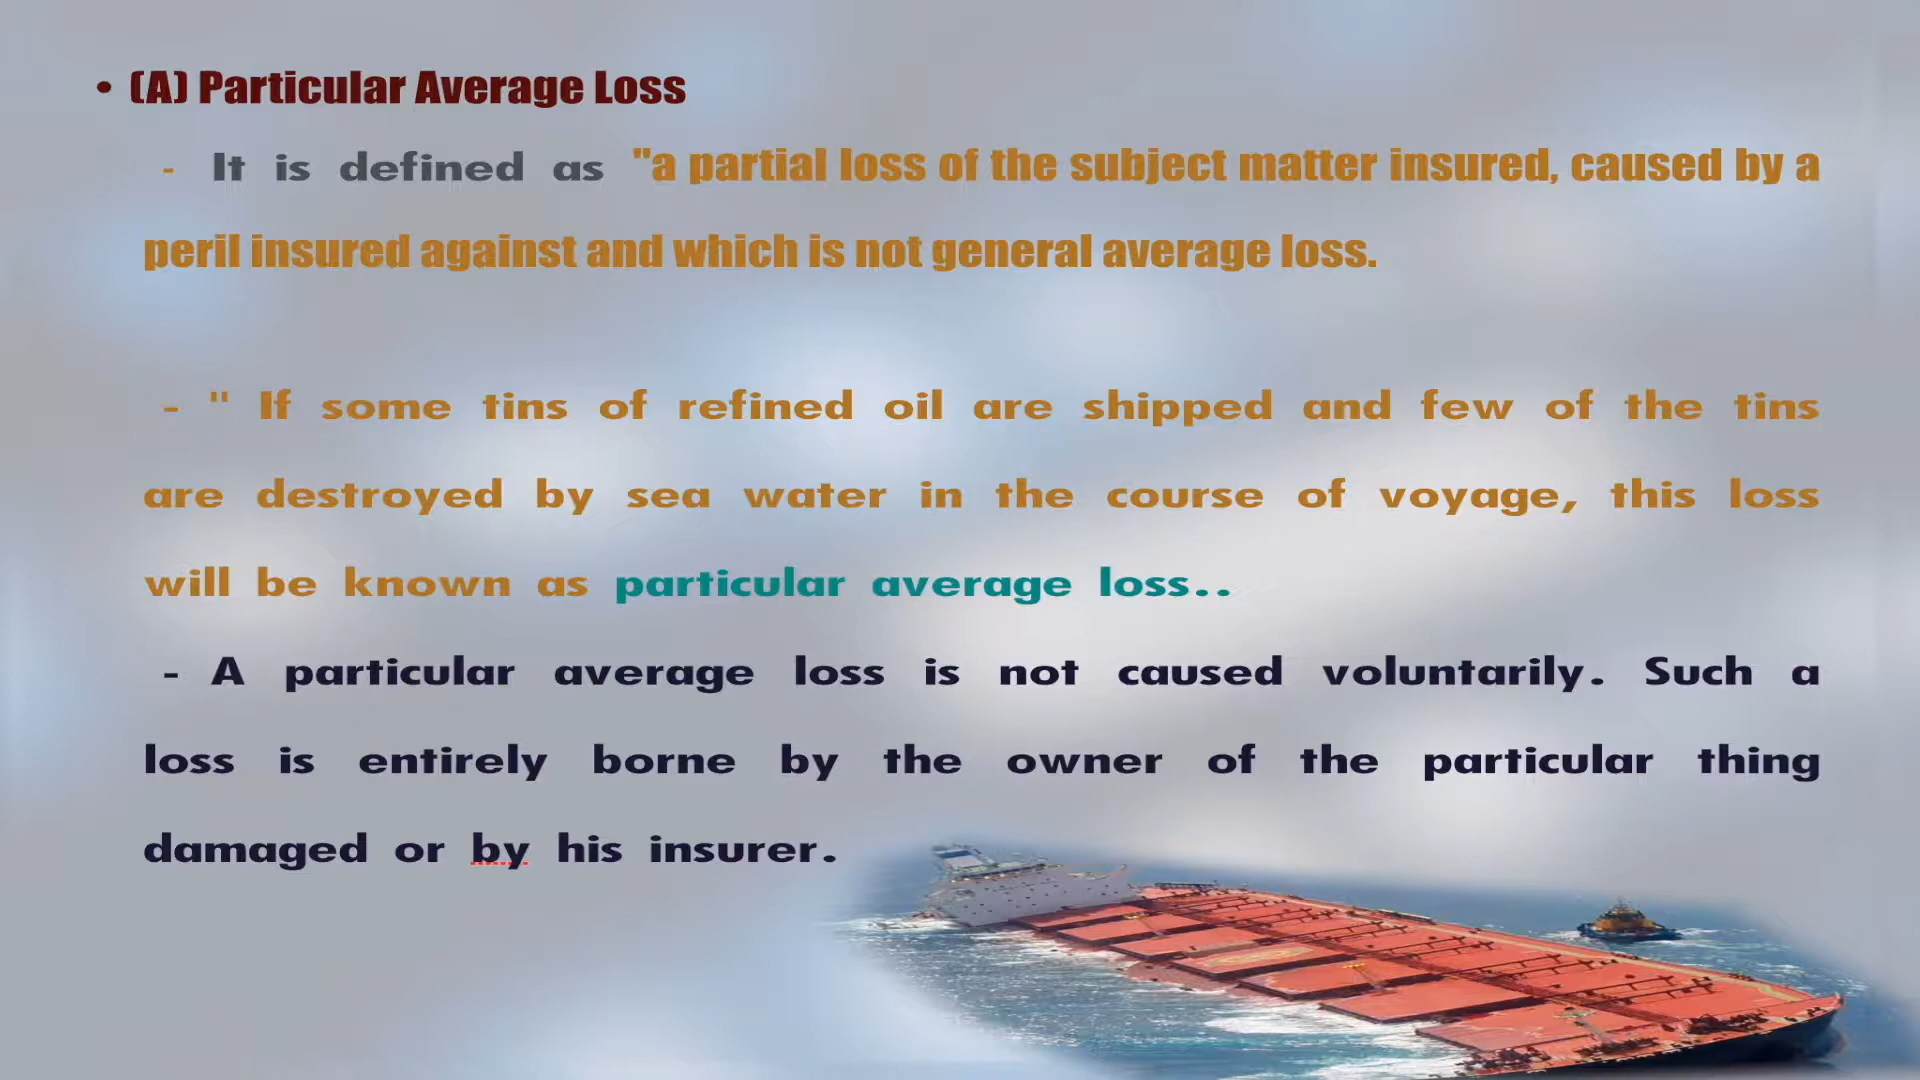 • (A) Particular Average Loss
- It is defined as "a partial loss of the subject matter insured, caused by a
peril insured against and which is not general average loss.
- " If some tins of refined oil are shipped and few of the tins
are destroyed by sea water in the course of voyage, this loss
will be known as particular average loss..
- A particular average loss is not caused voluntarily. Such a
loss is entirely borne by the owner of the particular thing
damaged or by his insurer.